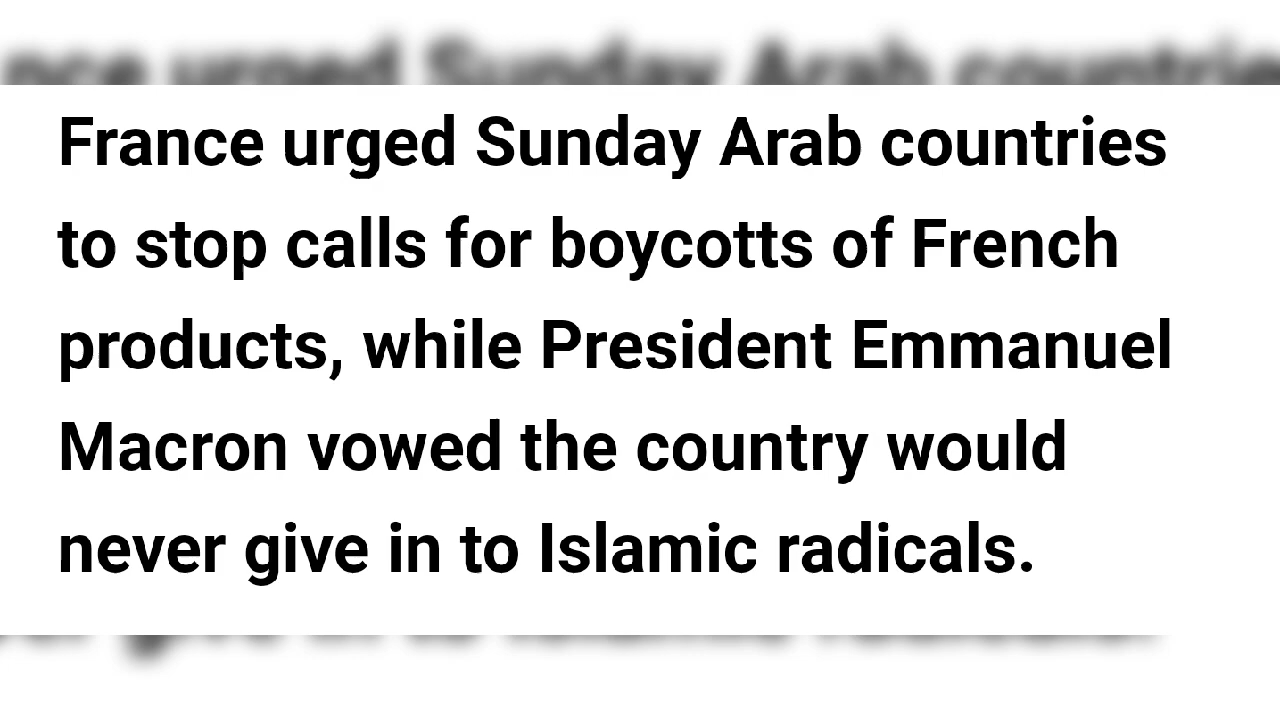 France urged Sunday Arab countries
to stop calls for boycotts of French
products, while President Emmanuel
Macron vowed the country would
never give in to Islamic radicals.